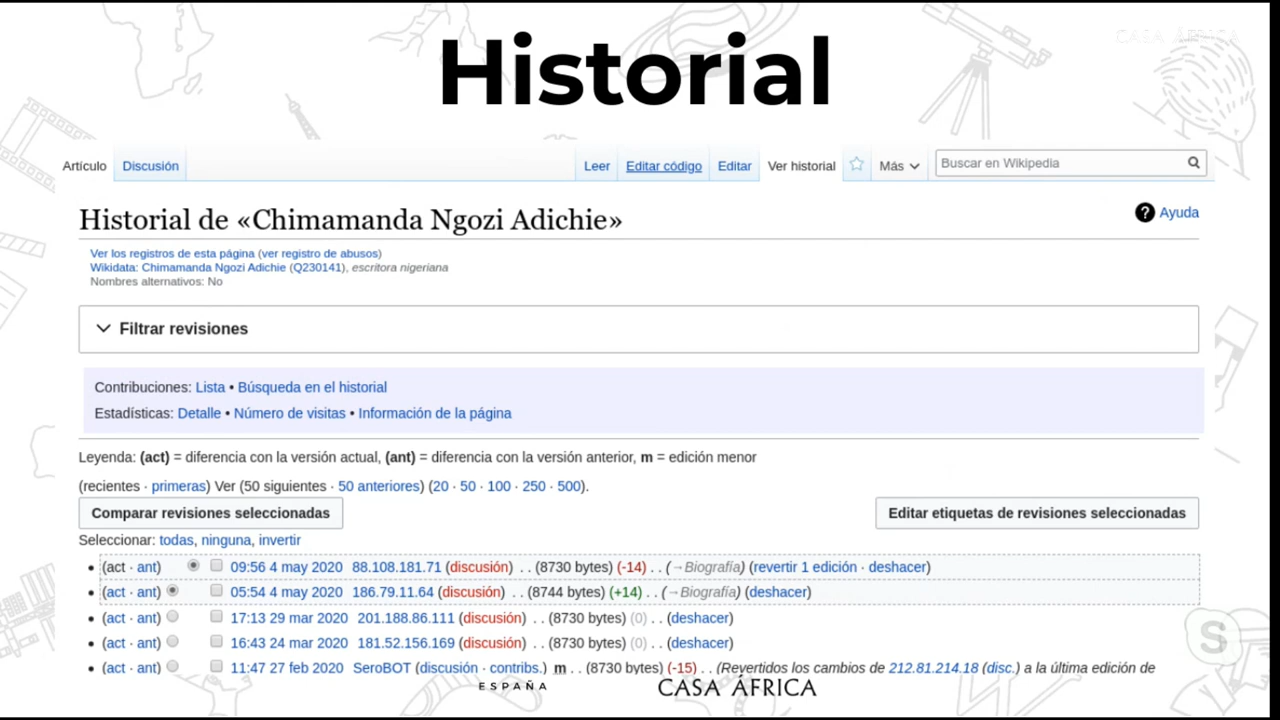 CASA ÁFRICA
Historial
Artículo Discusión Leer Editar código Editar Ver historial Más Buscar en Wikipedia
Historial de «Chimamanda Ngozi Adichie»
Ayuda
Ver los registros de esta página (ver registro de abusos)
Wikidata: Chimamanda Ngozi Adichie (Q230141), escritora nigeriana
Nombres alternativos: No
Filtrar revisiones
Contribuciones: Lista • Búsqueda en el historial
Estadísticas: Detalle • Número de visitas • Información de la página
Leyenda: (act) = diferencia con la versión actual, (ant) = diferencia con la versión anterior, m = edición menor
(recientes · primeras) Ver (50 siguientes · 50 anteriores) (20 · 50 · 100 · 250 · 500).
Comparar revisiones seleccionadas Editar etiquetas de revisiones seleccionadas
Seleccionar: todas, ninguna, invertir
• (act · ant) 09:56 4 may 2020 88.108.181.71 (discusión) . . (8730 bytes) (-14) . . (→Biografía) (revertir 1 edición · deshacer)
• (act · ant) 05:54 4 may 2020 186.79.11.64 (discusión) . . (8744 bytes) (+14) . . (→Biografía) (deshacer)
• (act · ant) 17:13 29 mar 2020 201.188.86.111 (discusión) . . (8730 bytes) (0) . . (deshacer)
• (act · ant) 16:43 24 mar 2020 181.52.156.169 (discusión) . . (8730 bytes) (0) . . (deshacer)
• (act · ant) 11:47 27 feb 2020 SeroBOT (discusión · contribs.) m . . (8730 bytes) (-15) . . (Revertidos los cambios de 212.81.214.18 (disc.) a la última edición de
ESPAÑA CASA ÁFRICA